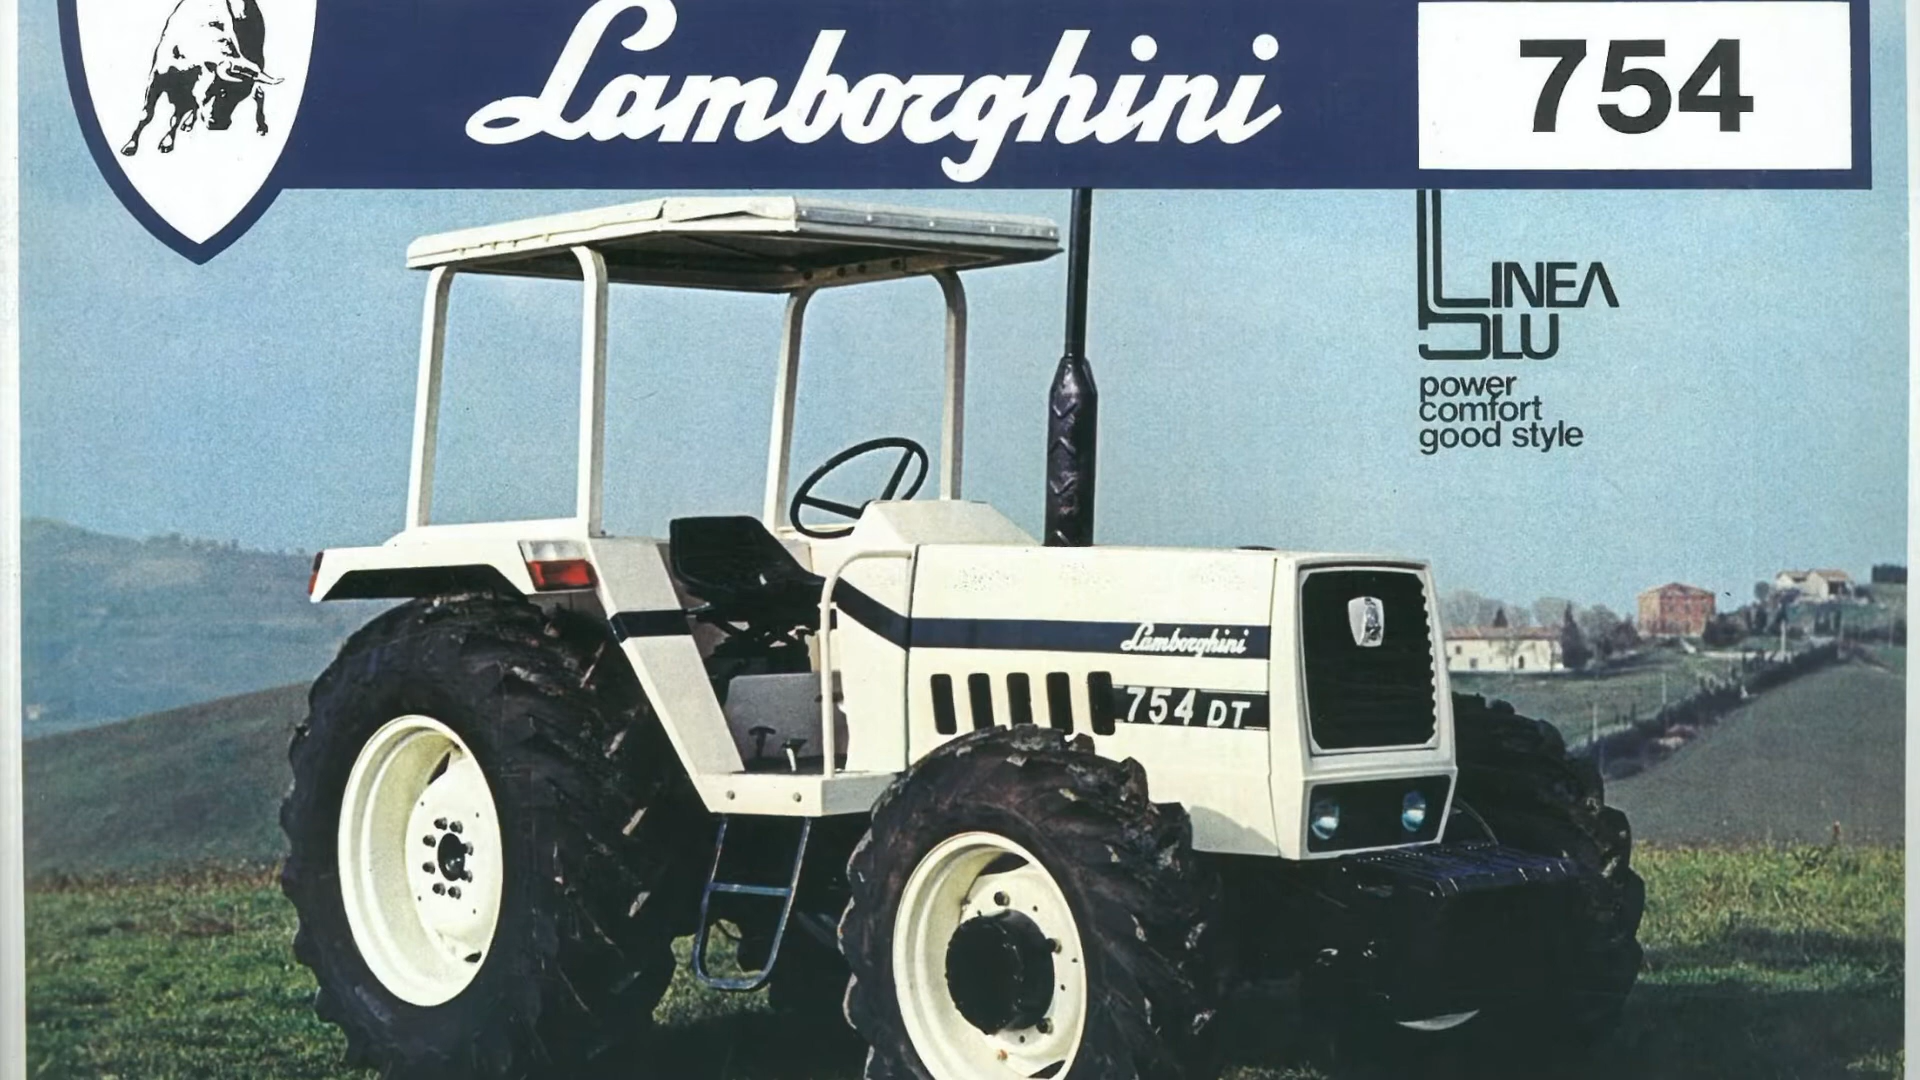 Lamborghini
754
LINEA
BLU
power
comfort
good style
Lamborghini
754 DT